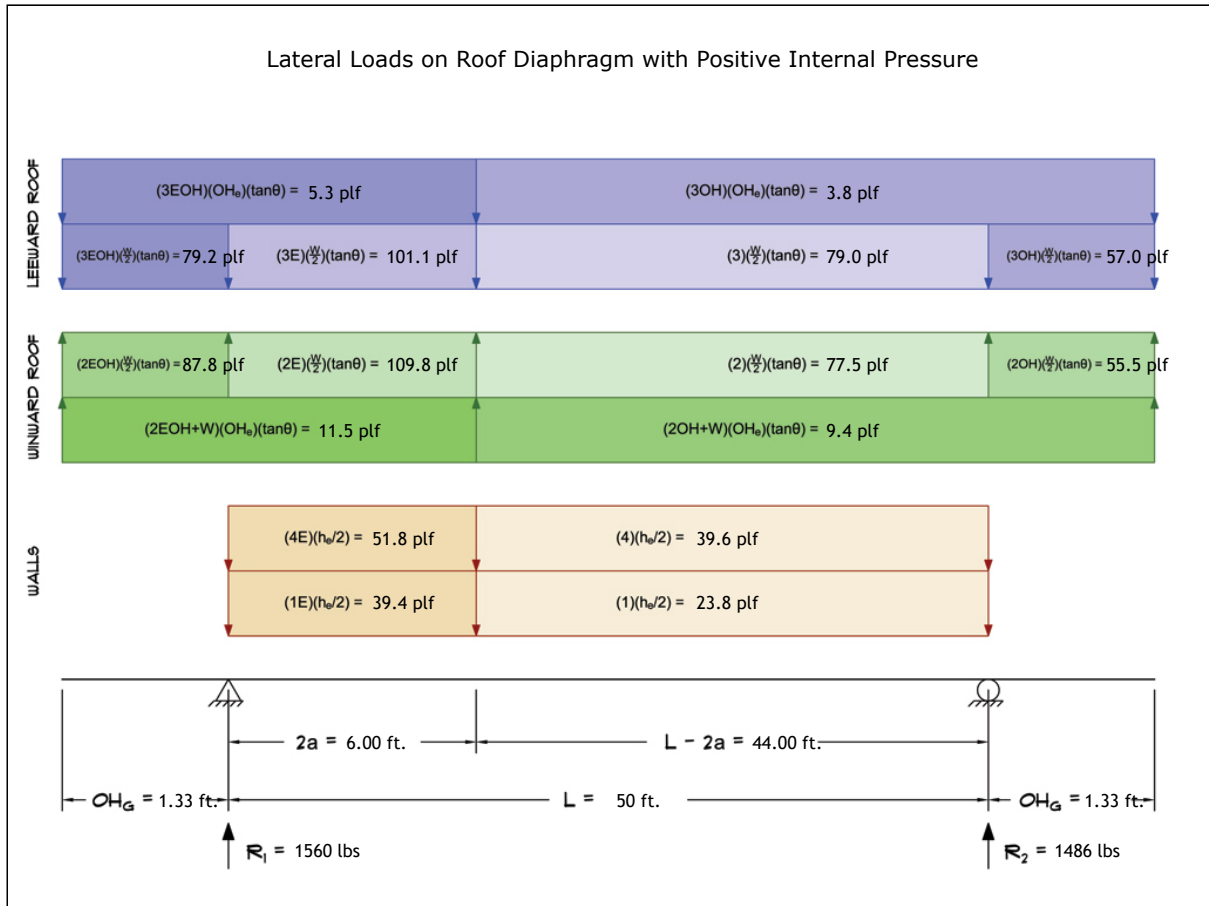 Lateral Loads on Roof Diaphragm with Positive Internal Pressure
LEEWARD ROOF
(3EOH)(OHₑ)(tanθ) = 5.3 plf
(3OH)(OHₑ)(tanθ) = 3.8 plf
(3EOH)(W/2)(tanθ) = 79.2 plf
(3E)(W/2)(tanθ) = 101.1 plf
(3)(W/2)(tanθ) = 79.0 plf
(3OH)(W/2)(tanθ) = 57.0 plf
WINWARD ROOF
(2EOH)(W/2)(tanθ) = 87.8 plf
(2E)(W/2)(tanθ) = 109.8 plf
(2)(W/2)(tanθ) = 77.5 plf
(2OH)(W/2)(tanθ) = 55.5 plf
(2EOH+W)(OHₑ)(tanθ) = 11.5 plf
(2OH+W)(OHₑ)(tanθ) = 9.4 plf
WALLS
(4E)(hₑ/2) = 51.8 plf
(4)(hₑ/2) = 39.6 plf
(1E)(hₑ/2) = 39.4 plf
(1)(hₑ/2) = 23.8 plf
2a = 6.00 ft.
L - 2a = 44.00 ft.
OH_G = 1.33 ft.
L = 50 ft.
OH_G = 1.33 ft.
R₁ = 1560 lbs
R₂ = 1486 lbs